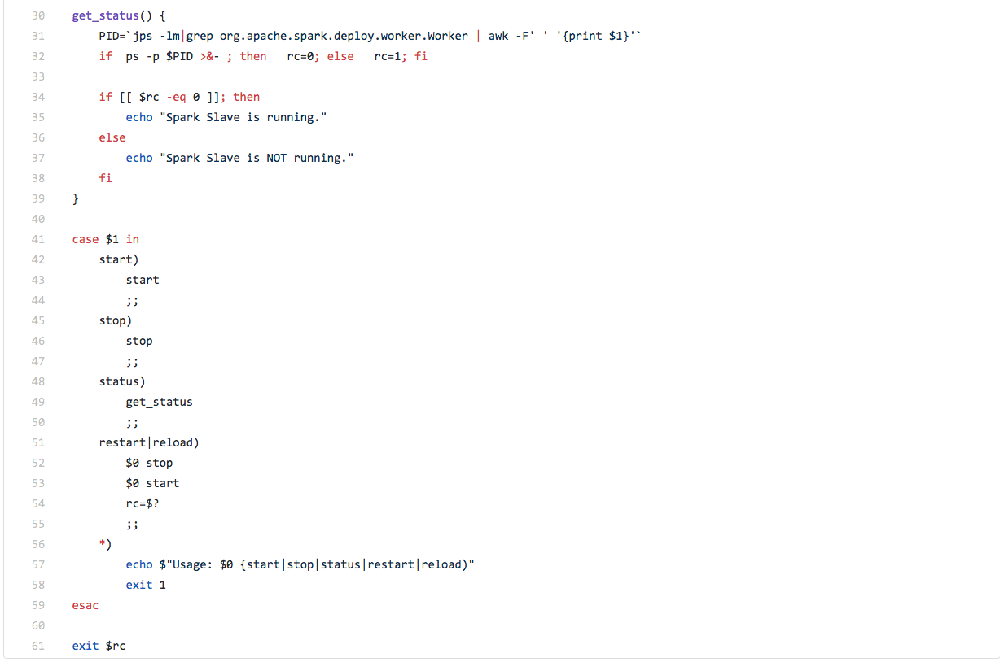 30 get_status() {
31 PID=`jps -lm|grep org.apache.spark.deploy.worker.Worker | awk -F' ' '{print $1}'`
32 if  ps -p $PID >&- ; then   rc=0; else   rc=1; fi
33
34 if [[ $rc -eq 0 ]]; then
35 echo "Spark Slave is running."
36 else
37 echo "Spark Slave is NOT running."
38 fi
39 }
40
41 case $1 in
42 start)
43 start
44 ;;
45 stop)
46 stop
47 ;;
48 status)
49 get_status
50 ;;
51 restart|reload)
52 $0 stop
53 $0 start
54 rc=$?
55 ;;
56 *)
57 echo $"Usage: $0 {start|stop|status|restart|reload)"
58 exit 1
59 esac
60
61 exit $rc